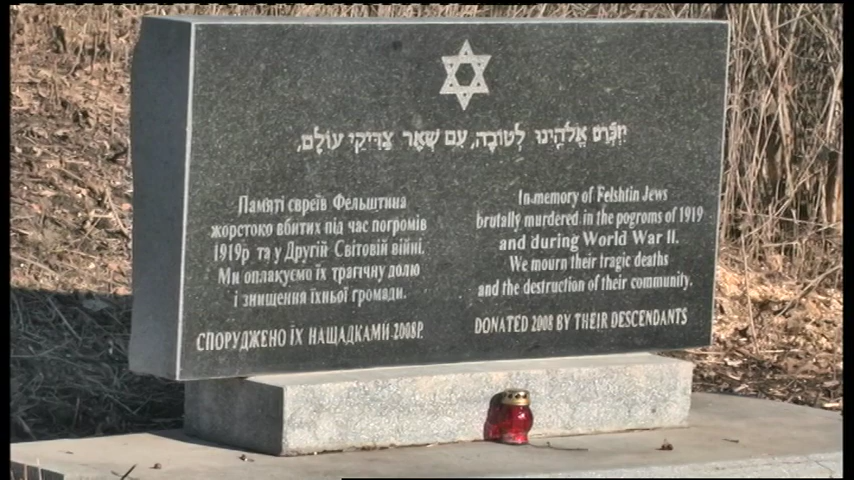 יִזְכְּרֵם אֱלֹהֵינוּ לְטוֹבָה, עִם שְׁאָר צַדִּיקֵי עוֹלָם,
Памяті євреїв Фельштина
жорстоко вбитих під час погромів
1919р та у Другій Світовій війні.
Ми оплакуємо їх трагічну долю
і знищення їхньої громади.
СПОРУДЖЕНО ЇХ НАЩАДКАМИ 2008Р.
In memory of Felshtin Jews
brutally murdered in the pogroms of 1919
and during World War II.
We mourn their tragic deaths
and the destruction of their community.
DONATED 2008 BY THEIR DESCENDANTS